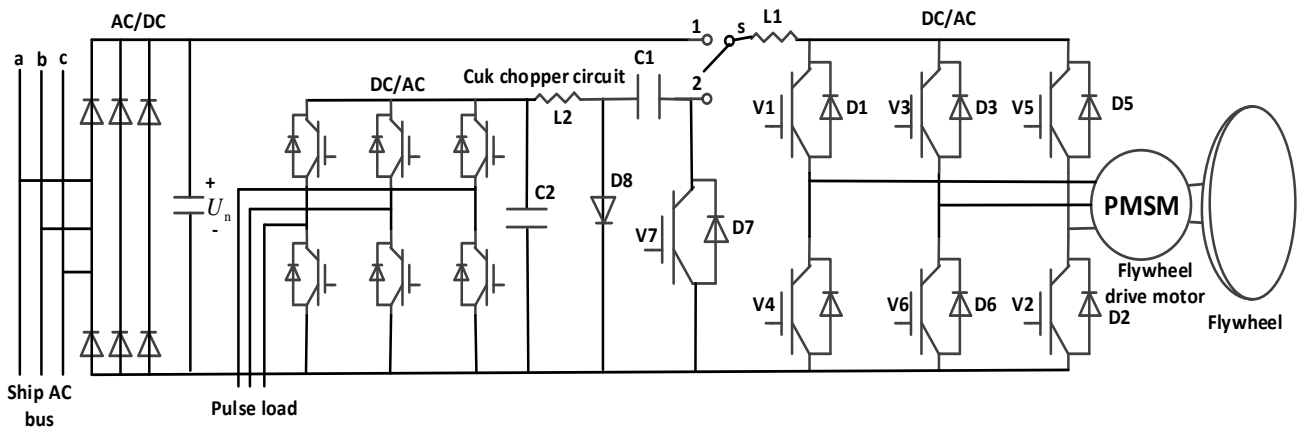 AC/DC
a b c
+
Un
-
Ship AC
bus
DC/AC
Pulse load
Cuk chopper circuit
L2
C1
C2
D8
V7
D7
1
2
s
L1
DC/AC
V1
D1
V3
D3
V5
D5
V4
V6
D6
V2
D2
PMSM
Flywheel
drive motor
Flywheel